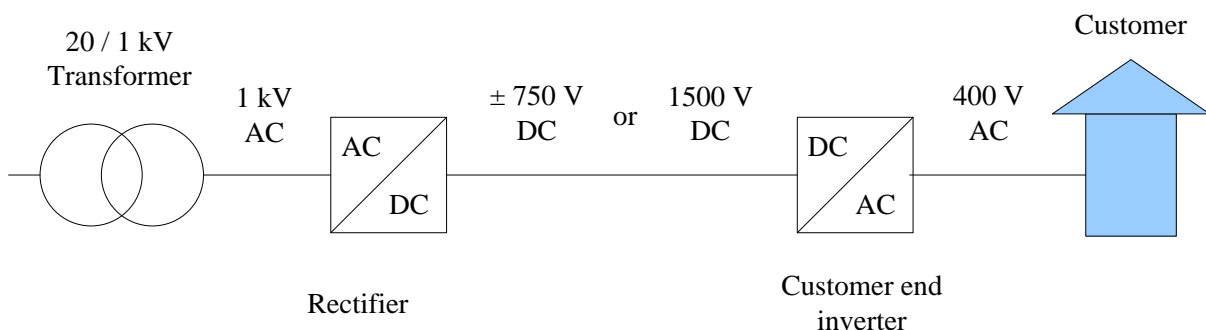 20 / 1 kV
Transformer
1 kV
AC
± 750 V
DC
or
1500 V
DC
400 V
AC
Customer
AC
DC
DC
AC
Rectifier
Customer end
inverter